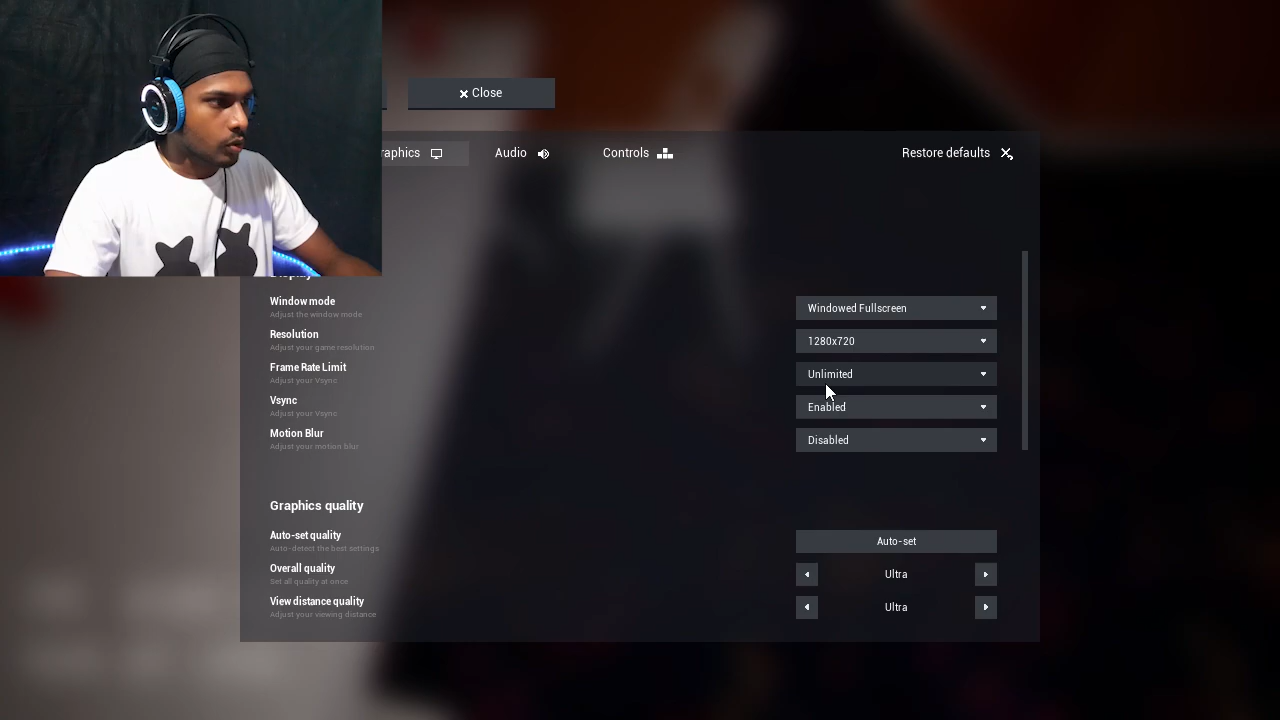 Close
raphics
Audio
Controls
Restore defaults
Display
Window mode
Adjust the window mode
Windowed Fullscreen
Resolution
Adjust your game resolution
1280x720
Frame Rate Limit
Adjust your Vsync
Unlimited
Vsync
Adjust your Vsync
Enabled
Motion Blur
Adjust your motion blur
Disabled
Graphics quality
Auto-set quality
Auto-detect the best settings
Auto-set
Overall quality
Set all quality at once
Ultra
View distance quality
Adjust your viewing distance
Ultra